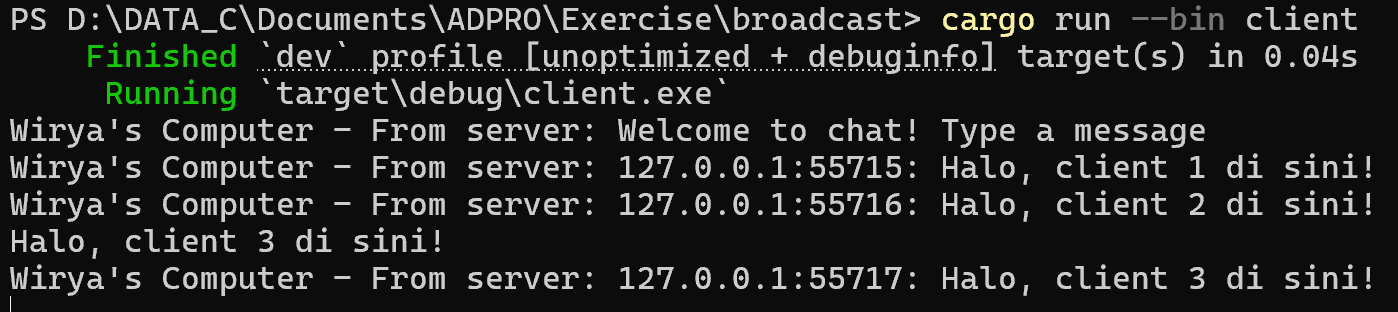 PS D:\DATA_C\Documents\ADPRO\Exercise\broadcast> cargo run --bin client
Finished `dev` profile [unoptimized + debuginfo] target(s) in 0.04s
Running `target\debug\client.exe`
Wirya's Computer - From server: Welcome to chat! Type a message
Wirya's Computer - From server: 127.0.0.1:55715: Halo, client 1 di sini!
Wirya's Computer - From server: 127.0.0.1:55716: Halo, client 2 di sini!
Halo, client 3 di sini!
Wirya's Computer - From server: 127.0.0.1:55717: Halo, client 3 di sini!